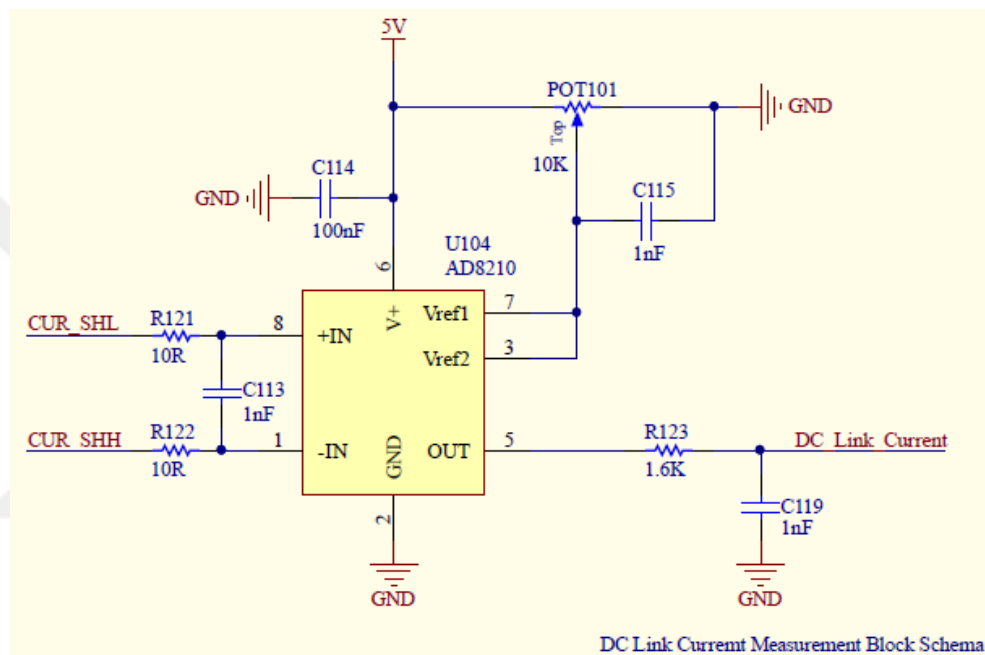 5V
POT101
GND
Top
10K
C114
GND
100nF
C115
1nF
U104
AD8210
6
V+
Vref1
7
Vref2
3
CUR_SHL
R121
10R
8
+IN
C113
1nF
CUR_SHH
R122
10R
1
-IN
GND
OUT
5
R123
1.6K
DC_Link_Current
2
C119
1nF
GND
GND
DC Link Curremt Measurement Block Schema